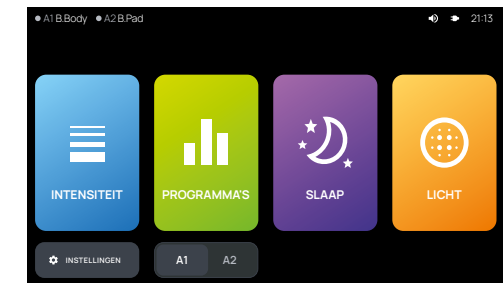 A1 B.Body A2 B.Pad 21:13
INTENSITEIT PROGRAMMA'S SLAAP LICHT
INSTELLINGEN A1 A2